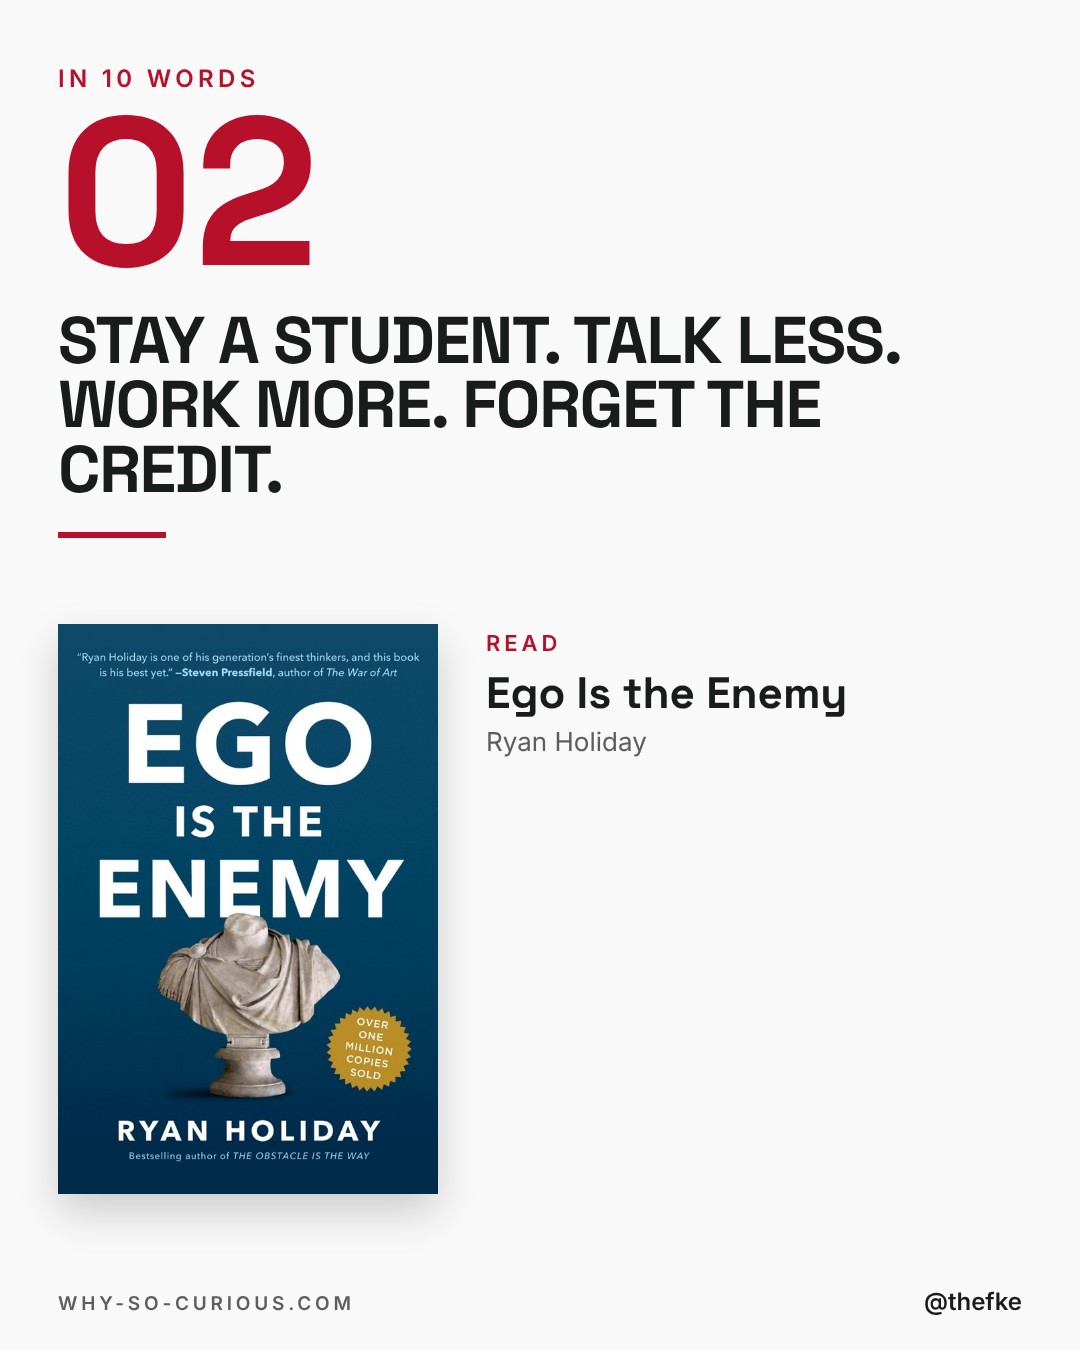 IN 10 WORDS
02
STAY A STUDENT. TALK LESS.
WORK MORE. FORGET THE
CREDIT.
“Ryan Holiday is one of his generation’s finest thinkers, and this book
is his best yet.” —Steven Pressfield, author of The War of Art
EGO
IS THE
ENEMY
OVER
ONE
MILLION
COPIES
SOLD
RYAN HOLIDAY
Bestselling author of THE OBSTACLE IS THE WAY
READ
Ego Is the Enemy
Ryan Holiday
WHY-SO-CURIOUS.COM
@thefke